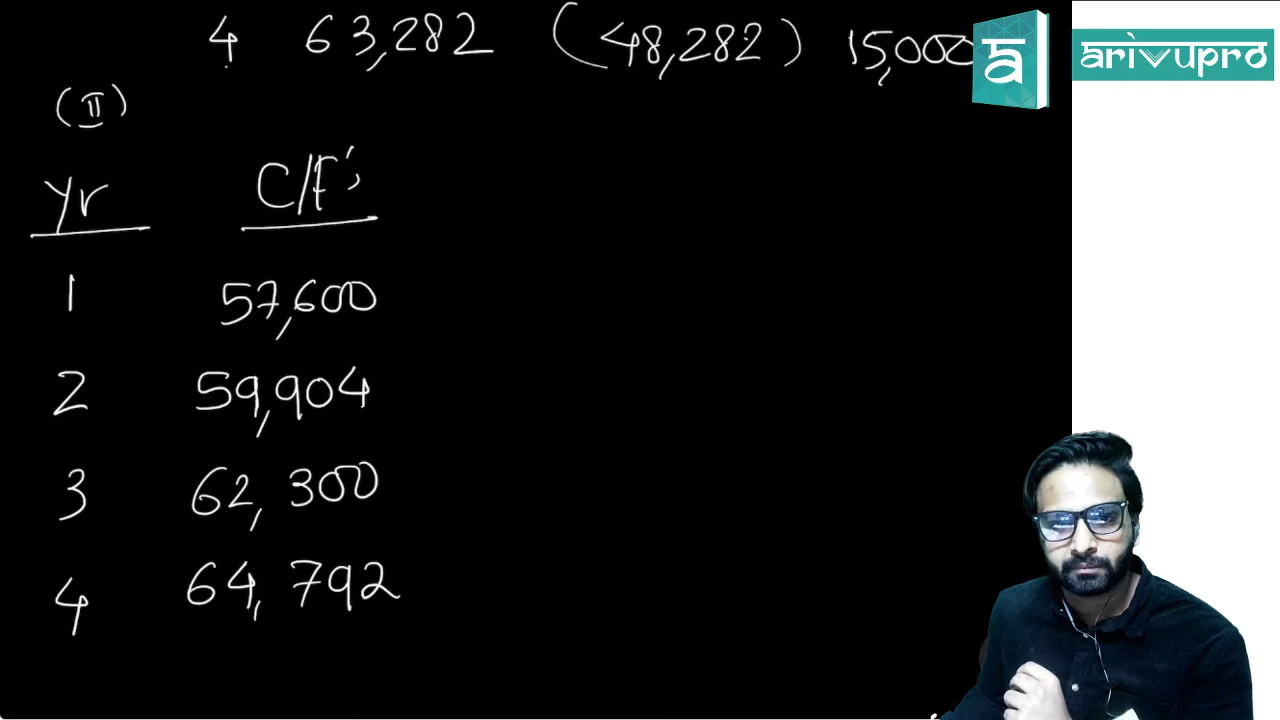 4 63,282 (48,282) 15,000
a arivupro
(II)
Yr C/F's
1 57,600
2 59,904
3 62,300
4 64,792